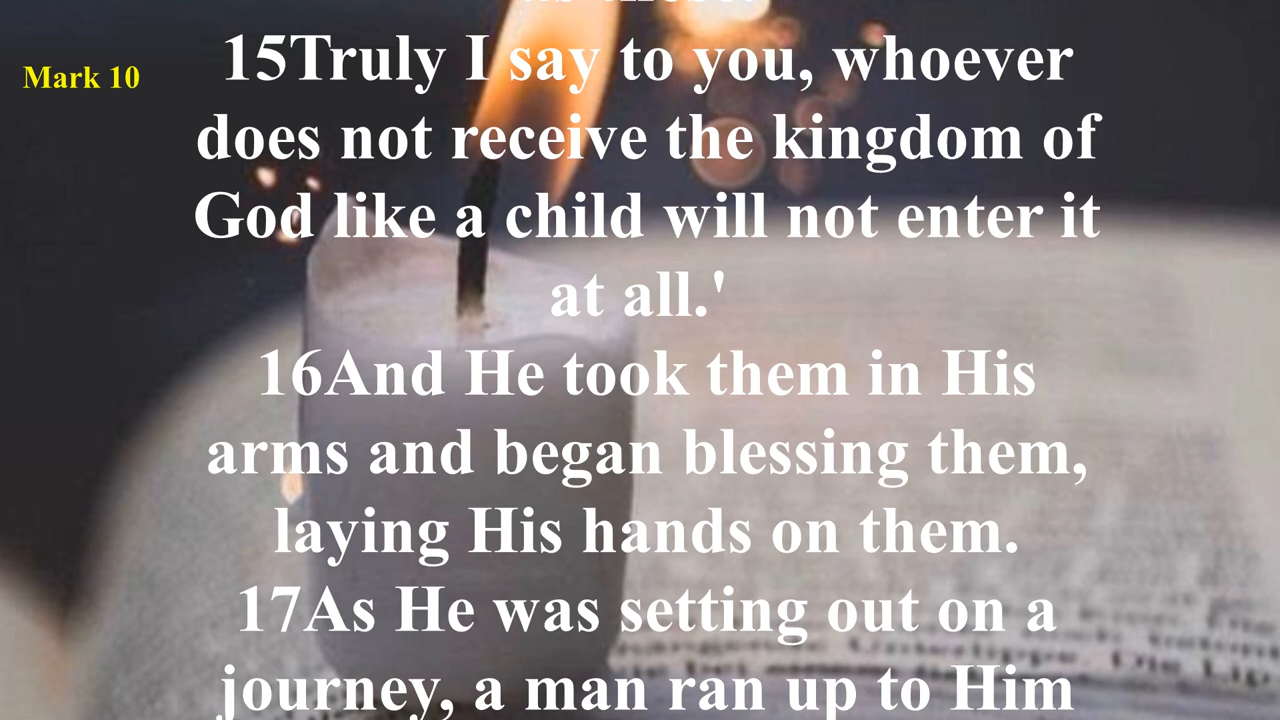 Mark 10
15Truly I say to you, whoever
does not receive the kingdom of
God like a child will not enter it
at all.'
16And He took them in His
arms and began blessing them,
laying His hands on them.
17As He was setting out on a
journey, a man ran up to Him